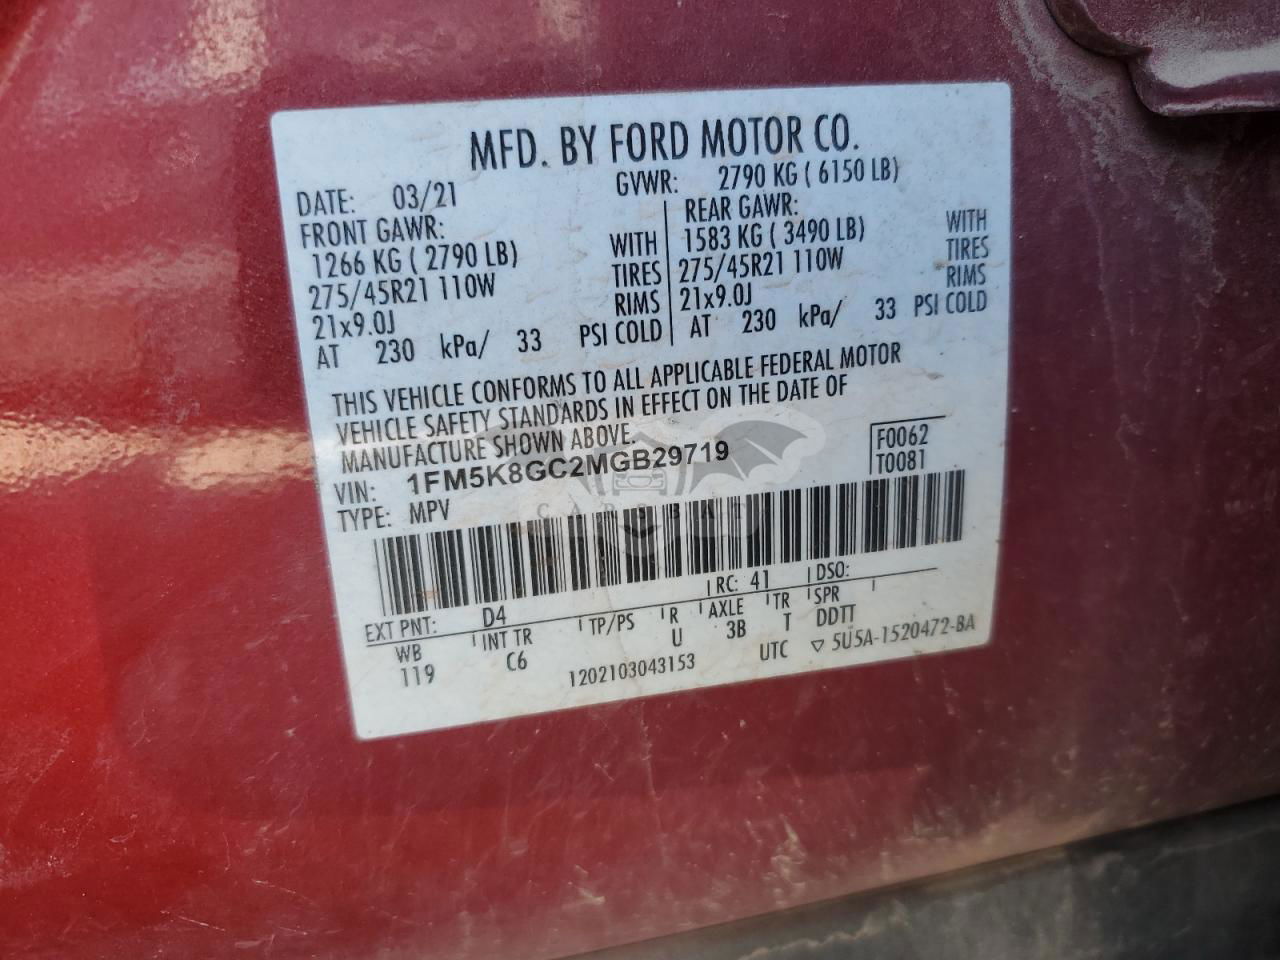 MFD. BY FORD MOTOR CO.
DATE: 03/21
GVWR: 2790 KG ( 6150 LB)
FRONT GAWR:
1266 KG ( 2790 LB) WITH
275/45R21 110W TIRES
21x9.0J RIMS
AT 230 kPa/ 33 PSI COLD
REAR GAWR:
1583 KG ( 3490 LB) WITH
275/45R21 110W TIRES
21x9.0J RIMS
AT 230 kPa/ 33 PSI COLD
THIS VEHICLE CONFORMS TO ALL APPLICABLE FEDERAL MOTOR
VEHICLE SAFETY STANDARDS IN EFFECT ON THE DATE OF
MANUFACTURE SHOWN ABOVE.
VIN: 1FM5K8GC2MGB29719
F0062
T0081
TYPE: MPV
CARSBAT
EXT PNT: D4 RC: 41 DSO:
WB INT TR TP/PS R AXLE TR SPR
119 C6 U 3B T DDTT
1202103043153 UTC ▽ 5U5A-1520472-BA